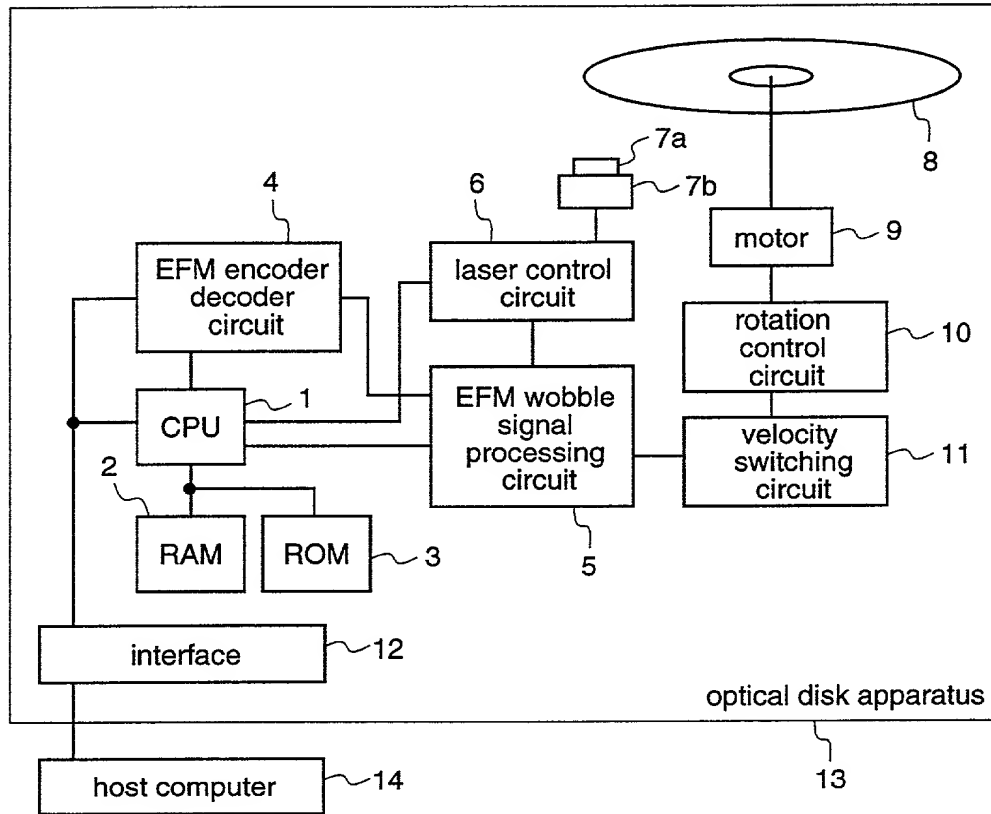 8
7a
7b
4
6
motor
9
EFM encoder
decoder
circuit
laser control
circuit
rotation
control
circuit
10
1
CPU
EFM wobble
signal
processing
circuit
velocity
switching
circuit
11
2
RAM
ROM
3
5
interface
12
optical disk apparatus
13
host computer
14